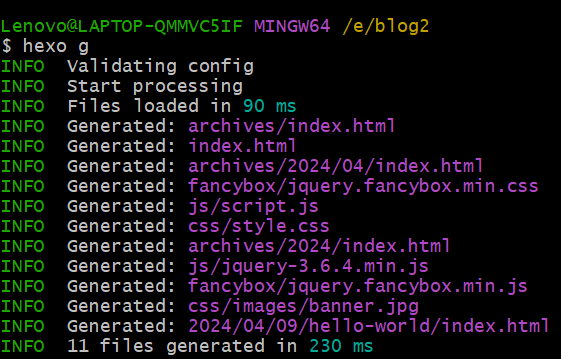 Lenovo@LAPTOP-QMMVC5IF MINGW64 /e/blog2
$ hexo g
INFO  Validating config
INFO  Start processing
INFO  Files loaded in 90 ms
INFO  Generated: archives/index.html
INFO  Generated: index.html
INFO  Generated: archives/2024/04/index.html
INFO  Generated: fancybox/jquery.fancybox.min.css
INFO  Generated: js/script.js
INFO  Generated: css/style.css
INFO  Generated: archives/2024/index.html
INFO  Generated: js/jquery-3.6.4.min.js
INFO  Generated: fancybox/jquery.fancybox.min.js
INFO  Generated: css/images/banner.jpg
INFO  Generated: 2024/04/09/hello-world/index.html
INFO  11 files generated in 230 ms